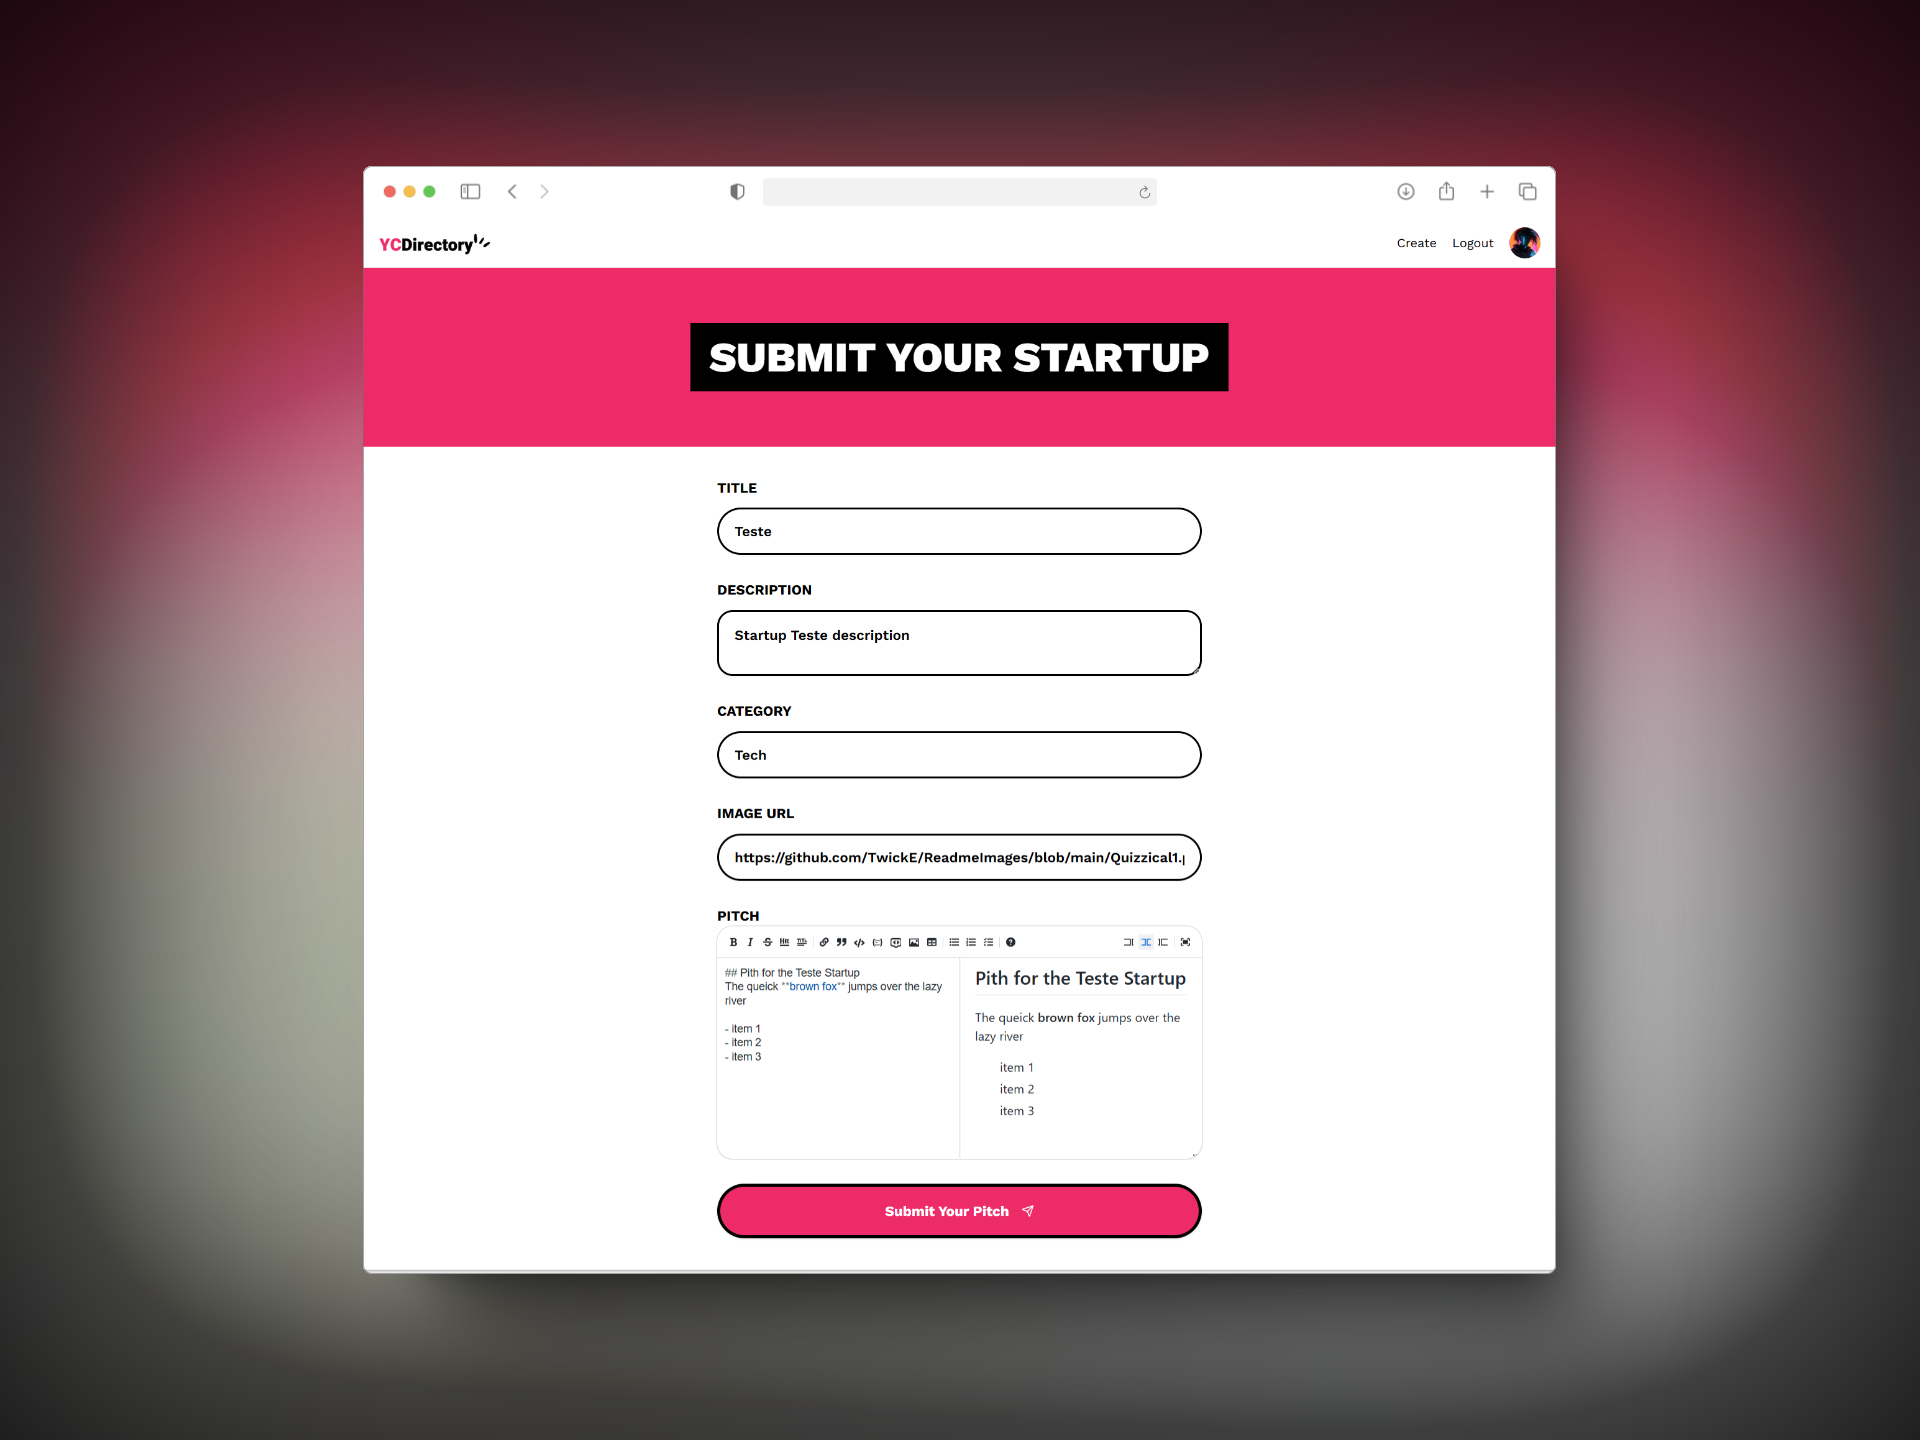 YCDirectory
Create Logout
SUBMIT YOUR STARTUP
TITLE
Teste
DESCRIPTION
Startup Teste description
CATEGORY
Tech
IMAGE URL
https://github.com/TwickE/ReadmeImages/blob/main/Quizzical1.p
PITCH
## Pith for the Teste Startup
The queick **brown fox** jumps over the lazy
river
- item 1
- item 2
- item 3
Pith for the Teste Startup
The queick brown fox jumps over the
lazy river
item 1
item 2
item 3
Submit Your Pitch